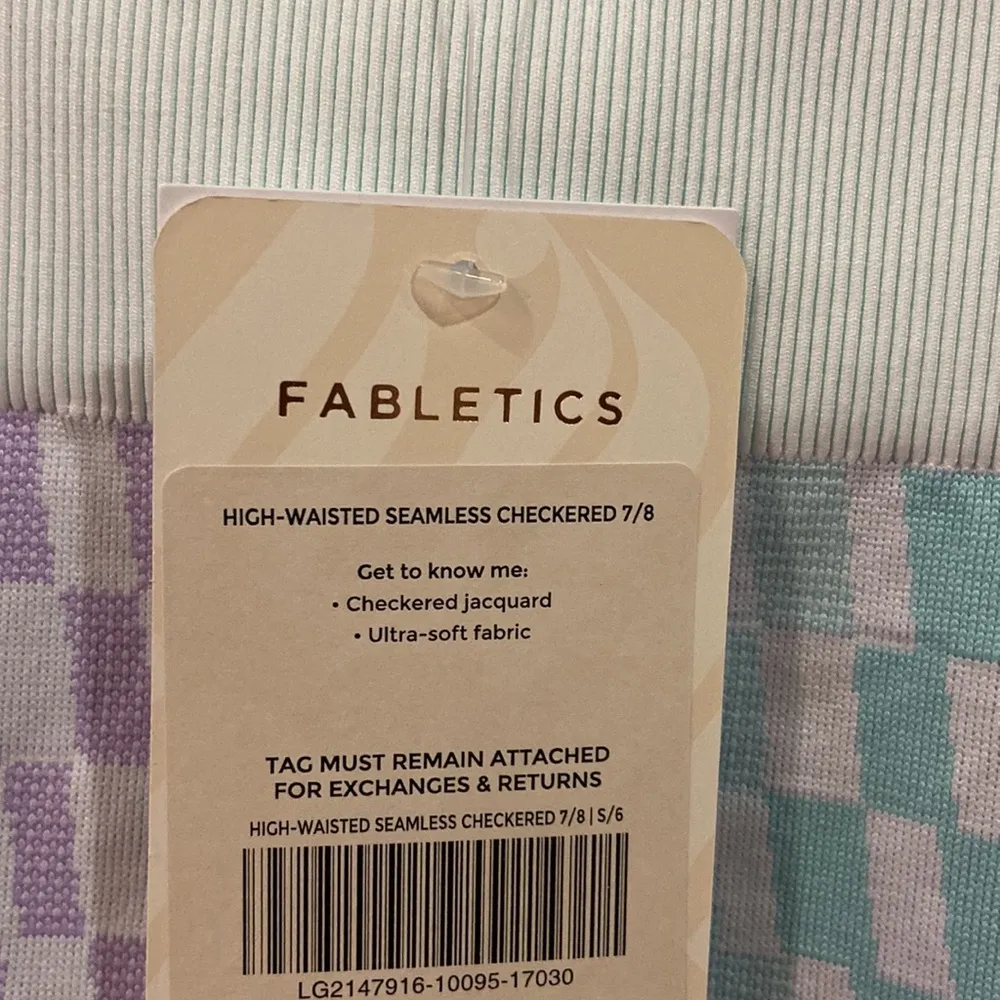 FABLETICS
HIGH-WAISTED SEAMLESS CHECKERED 7/8
Get to know me:
• Checkered jacquard
• Ultra-soft fabric
TAG MUST REMAIN ATTACHED
FOR EXCHANGES & RETURNS
HIGH-WAISTED SEAMLESS CHECKERED 7/8 | S/6
LG2147916-10095-17030